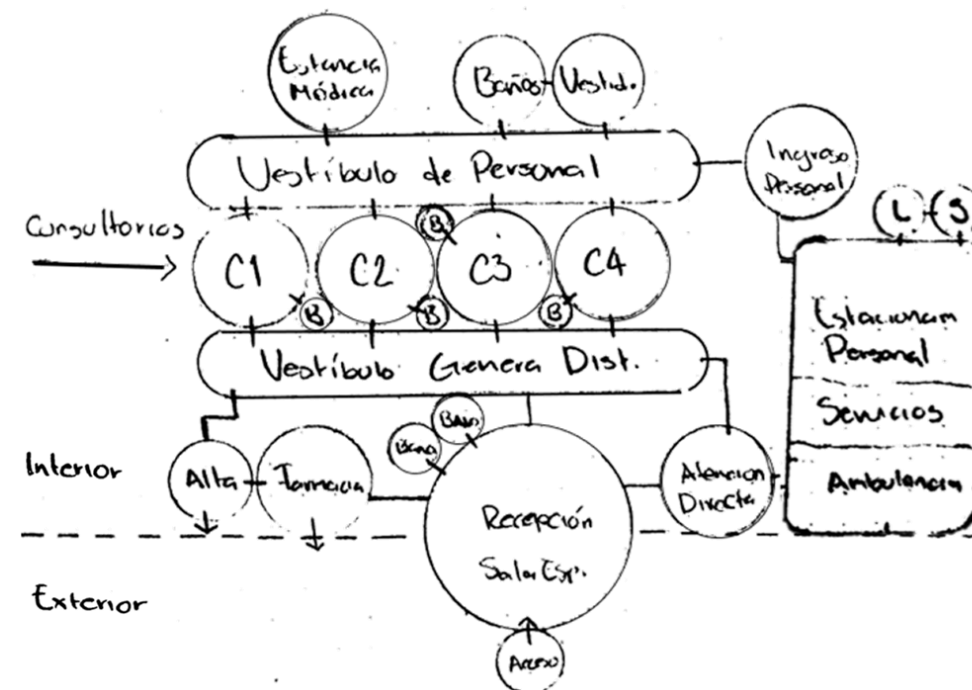 Estancia
Médica
Baños
Vestid.
Vestíbulo de Personal
Ingreso
Personal
L
S
Consultorios
C1
C2
C3
C4
B
B
B
B
Vestíbulo Genera Dist.
Estacionam
Personal
Servicios
Ambulancia
Interior
Alta
Farmacia
Baño
Baño
Recepción
Sala Esp.
Atencion
Directa
Exterior
Acceso